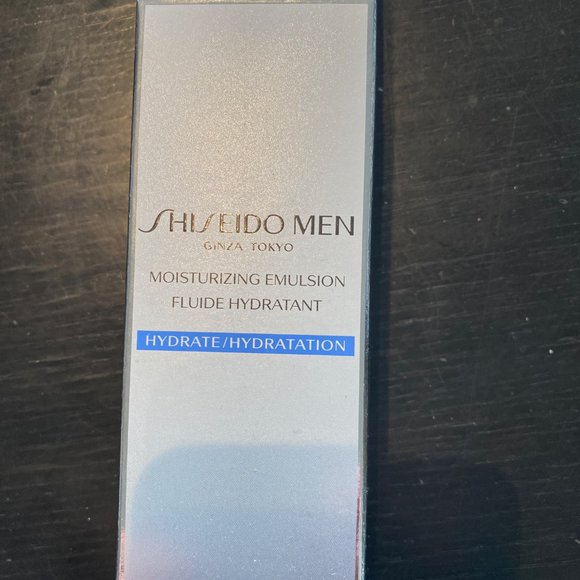 SHISEIDO MEN
GINZA TOKYO
MOISTURIZING EMULSION
FLUIDE HYDRATANT
HYDRATE/HYDRATATION